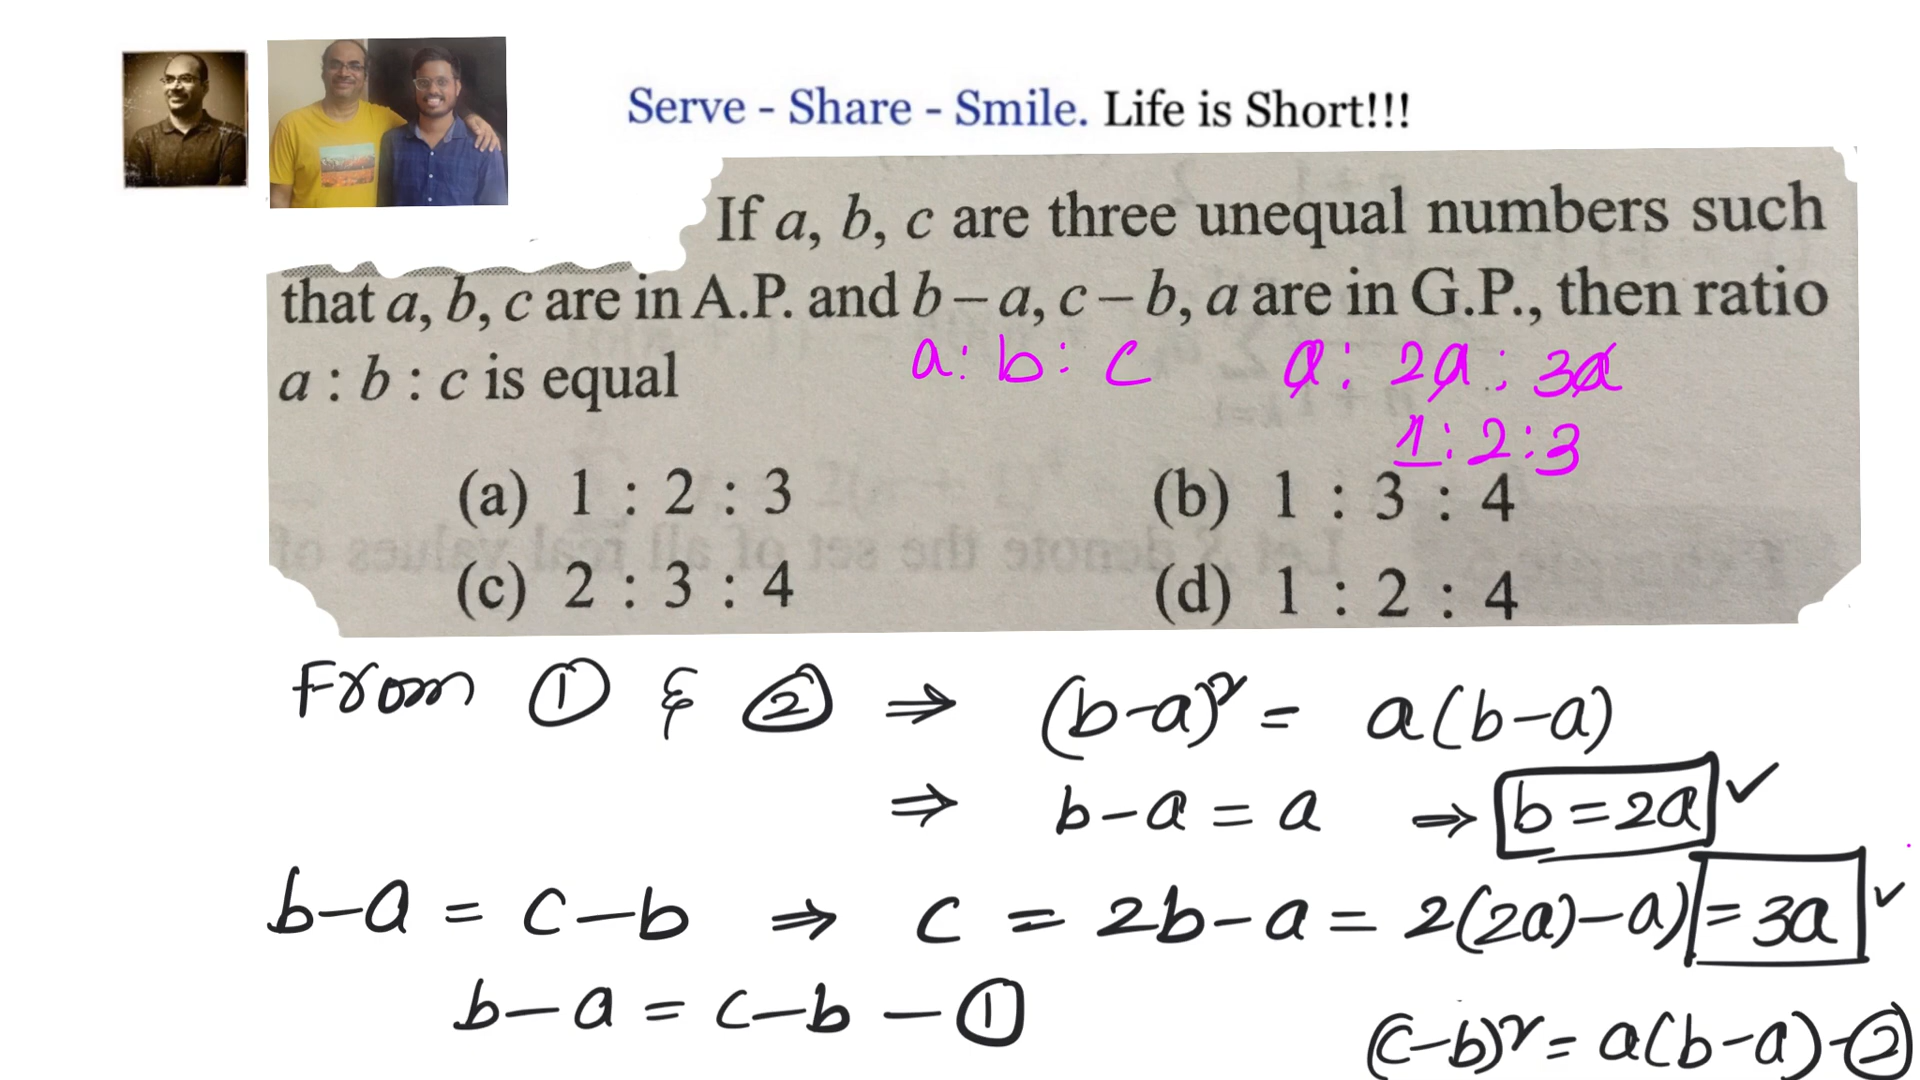 Serve - Share - Smile. Life is Short!!!
If a, b, c are three unequal numbers such
that a, b, c are in A.P. and b – a, c – b, a are in G.P., then ratio
a : b : c is equal
a : b : c a : 2a : 3a
1 : 2 : 3
(a) 1 : 2 : 3 (b) 1 : 3 : 4
(c) 2 : 3 : 4 (d) 1 : 2 : 4
From ① & ② ⇒ (b-a)² = a(b-a)
⇒ b-a = a ⇒ b = 2a ✓
b-a = c-b ⇒ c = 2b-a = 2(2a)-a) = 3a ✓
b-a = c-b - ①
(c-b)² = a(b-a) - ②